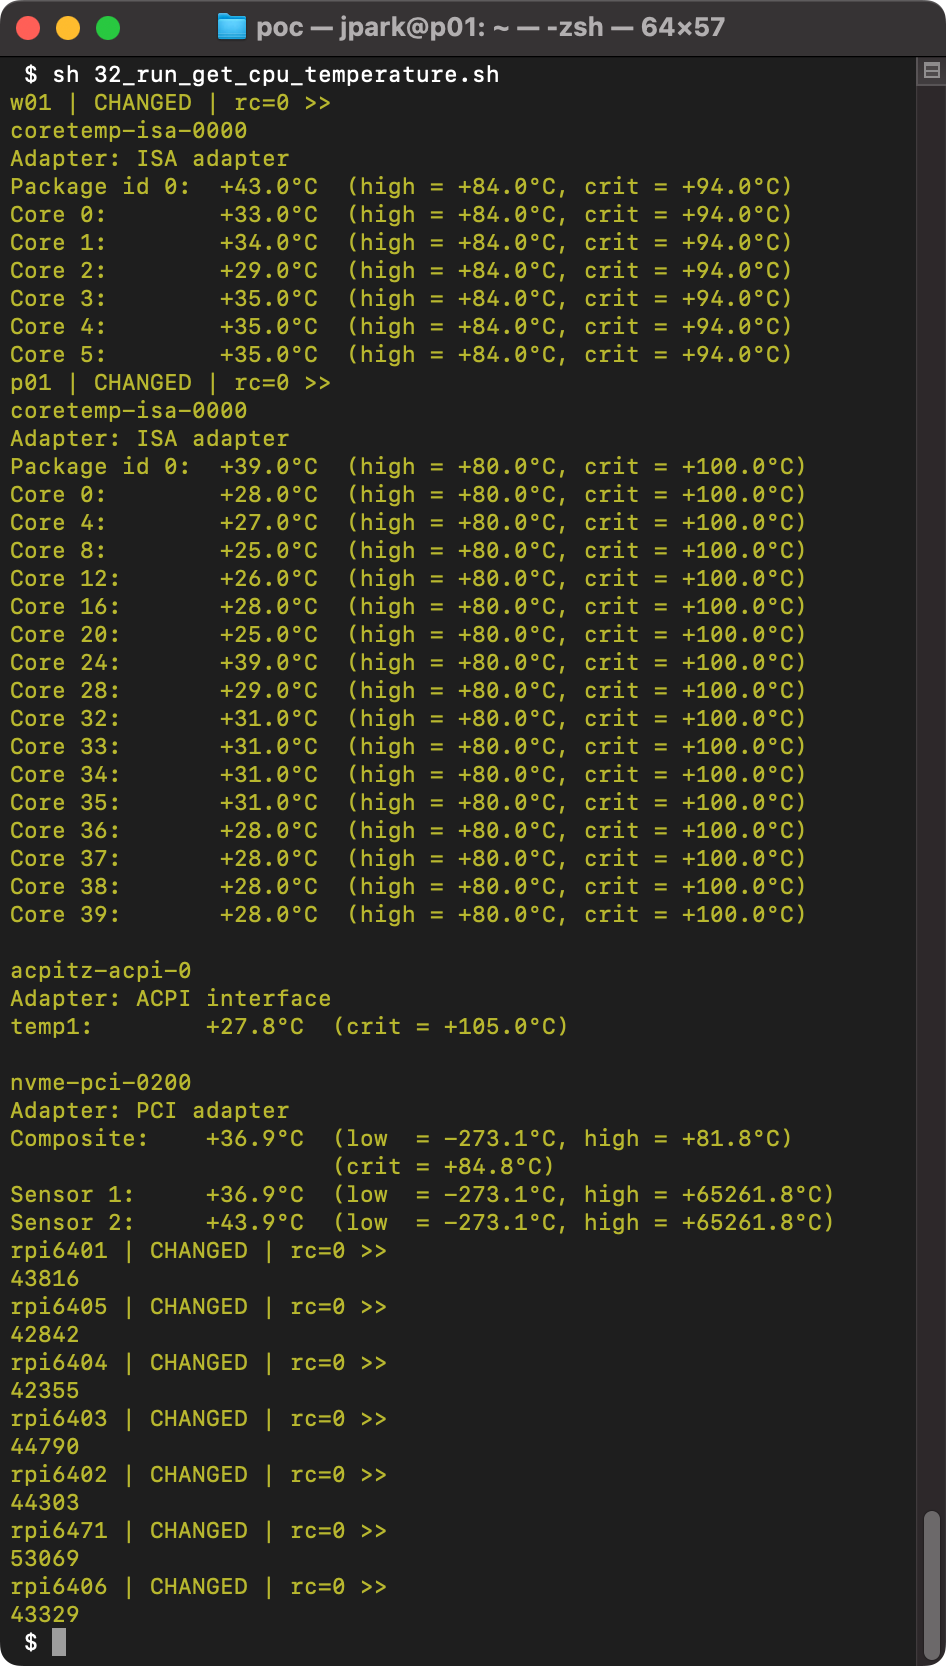 poc — jpark@p01: ~ — -zsh — 64×57
$ sh 32_run_get_cpu_temperature.sh
w01 | CHANGED | rc=0 >>
coretemp-isa-0000
Adapter: ISA adapter
Package id 0:  +43.0°C  (high = +84.0°C, crit = +94.0°C)
Core 0:        +33.0°C  (high = +84.0°C, crit = +94.0°C)
Core 1:        +34.0°C  (high = +84.0°C, crit = +94.0°C)
Core 2:        +29.0°C  (high = +84.0°C, crit = +94.0°C)
Core 3:        +35.0°C  (high = +84.0°C, crit = +94.0°C)
Core 4:        +35.0°C  (high = +84.0°C, crit = +94.0°C)
Core 5:        +35.0°C  (high = +84.0°C, crit = +94.0°C)
p01 | CHANGED | rc=0 >>
coretemp-isa-0000
Adapter: ISA adapter
Package id 0:  +39.0°C  (high = +80.0°C, crit = +100.0°C)
Core 0:        +28.0°C  (high = +80.0°C, crit = +100.0°C)
Core 4:        +27.0°C  (high = +80.0°C, crit = +100.0°C)
Core 8:        +25.0°C  (high = +80.0°C, crit = +100.0°C)
Core 12:       +26.0°C  (high = +80.0°C, crit = +100.0°C)
Core 16:       +28.0°C  (high = +80.0°C, crit = +100.0°C)
Core 20:       +25.0°C  (high = +80.0°C, crit = +100.0°C)
Core 24:       +39.0°C  (high = +80.0°C, crit = +100.0°C)
Core 28:       +29.0°C  (high = +80.0°C, crit = +100.0°C)
Core 32:       +31.0°C  (high = +80.0°C, crit = +100.0°C)
Core 33:       +31.0°C  (high = +80.0°C, crit = +100.0°C)
Core 34:       +31.0°C  (high = +80.0°C, crit = +100.0°C)
Core 35:       +31.0°C  (high = +80.0°C, crit = +100.0°C)
Core 36:       +28.0°C  (high = +80.0°C, crit = +100.0°C)
Core 37:       +28.0°C  (high = +80.0°C, crit = +100.0°C)
Core 38:       +28.0°C  (high = +80.0°C, crit = +100.0°C)
Core 39:       +28.0°C  (high = +80.0°C, crit = +100.0°C)

acpitz-acpi-0
Adapter: ACPI interface
temp1:        +27.8°C  (crit = +105.0°C)

nvme-pci-0200
Adapter: PCI adapter
Composite:    +36.9°C  (low  = -273.1°C, high = +81.8°C)
                       (crit = +84.8°C)
Sensor 1:     +36.9°C  (low  = -273.1°C, high = +65261.8°C)
Sensor 2:     +43.9°C  (low  = -273.1°C, high = +65261.8°C)
rpi6401 | CHANGED | rc=0 >>
43816
rpi6405 | CHANGED | rc=0 >>
42842
rpi6404 | CHANGED | rc=0 >>
42355
rpi6403 | CHANGED | rc=0 >>
44790
rpi6402 | CHANGED | rc=0 >>
44303
rpi6471 | CHANGED | rc=0 >>
53069
rpi6406 | CHANGED | rc=0 >>
43329
$